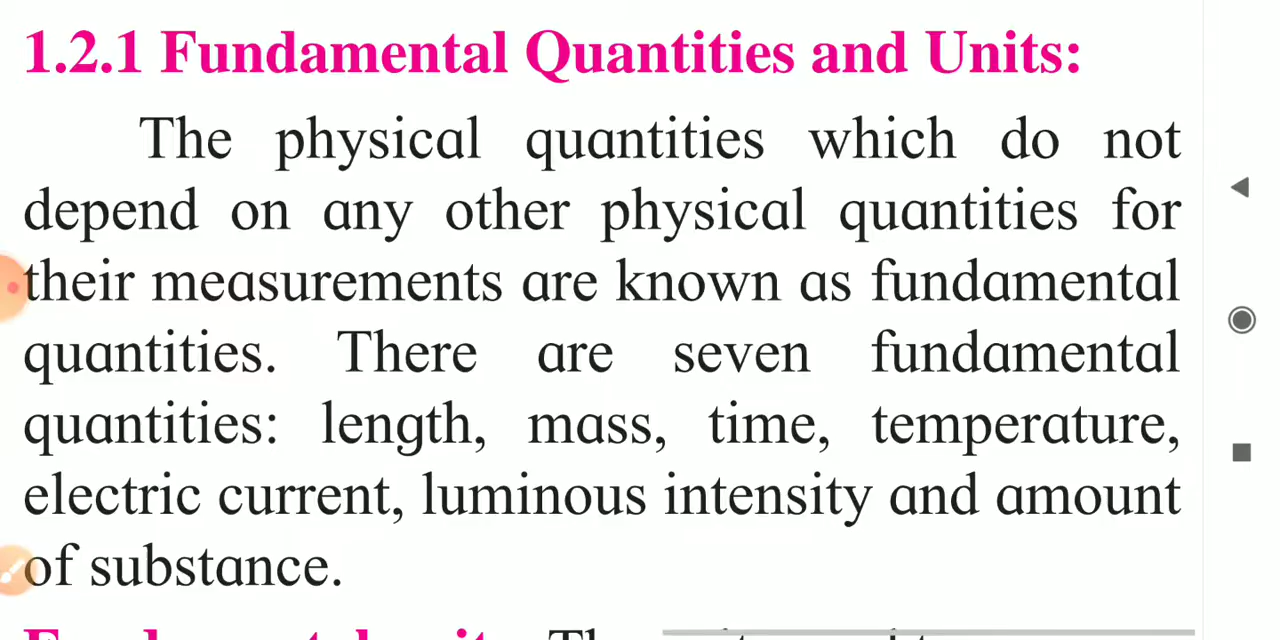 1.2.1 Fundamental Quantities and Units:
The physical quantities which do not
depend on any other physical quantities for
their measurements are known as fundamental
quantities. There are seven fundamental
quantities: length, mass, time, temperature,
electric current, luminous intensity and amount
of substance.